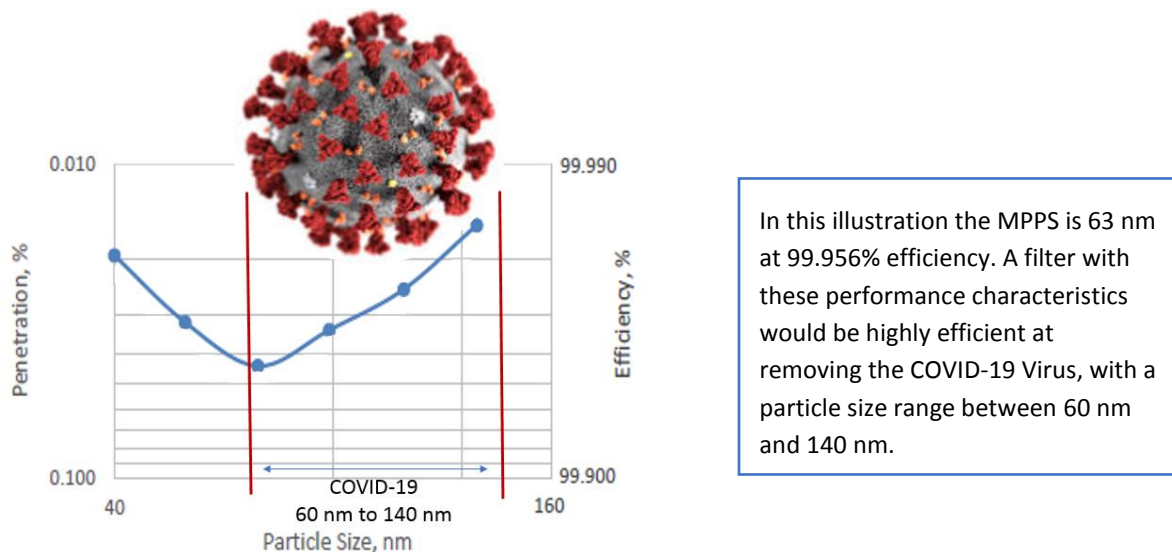 0.010
99.990
Penetration, %
Efficiency, %
0.100
99.900
40
COVID-19
160
60 nm to 140 nm
Particle Size, nm
In this illustration the MPPS is 63 nm
at 99.956% efficiency. A filter with
these performance characteristics
would be highly efficient at
removing the COVID-19 Virus, with a
particle size range between 60 nm
and 140 nm.